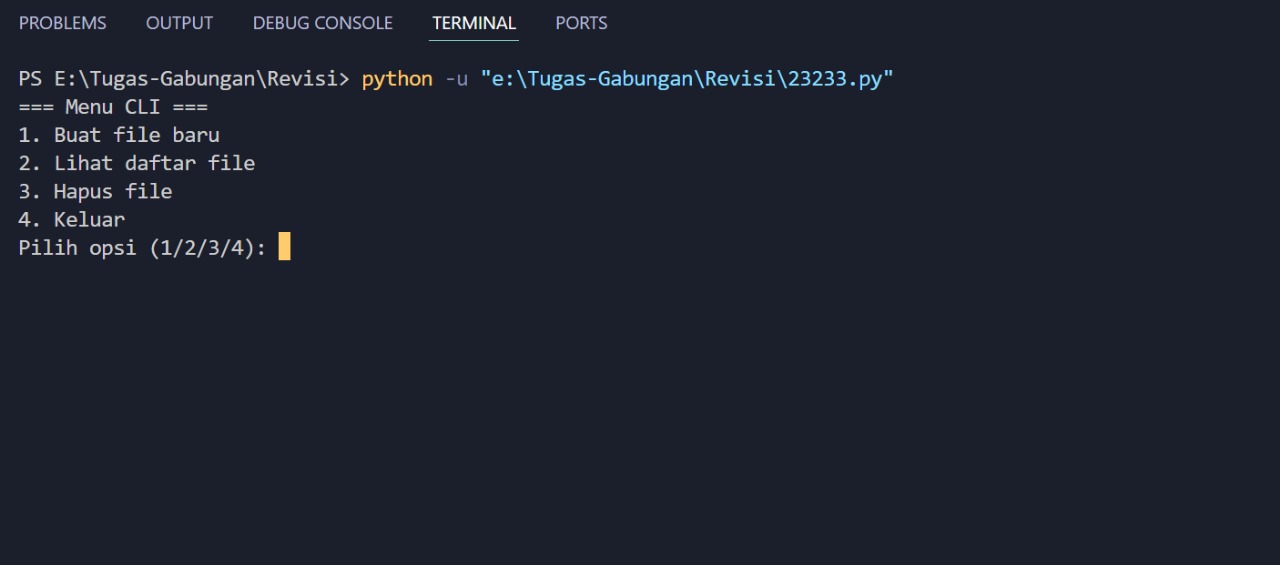 PROBLEMS OUTPUT DEBUG CONSOLE TERMINAL PORTS
PS E:\Tugas-Gabungan\Revisi> python -u "e:\Tugas-Gabungan\Revisi\23233.py"
=== Menu CLI ===
1. Buat file baru
2. Lihat daftar file
3. Hapus file
4. Keluar
Pilih opsi (1/2/3/4):